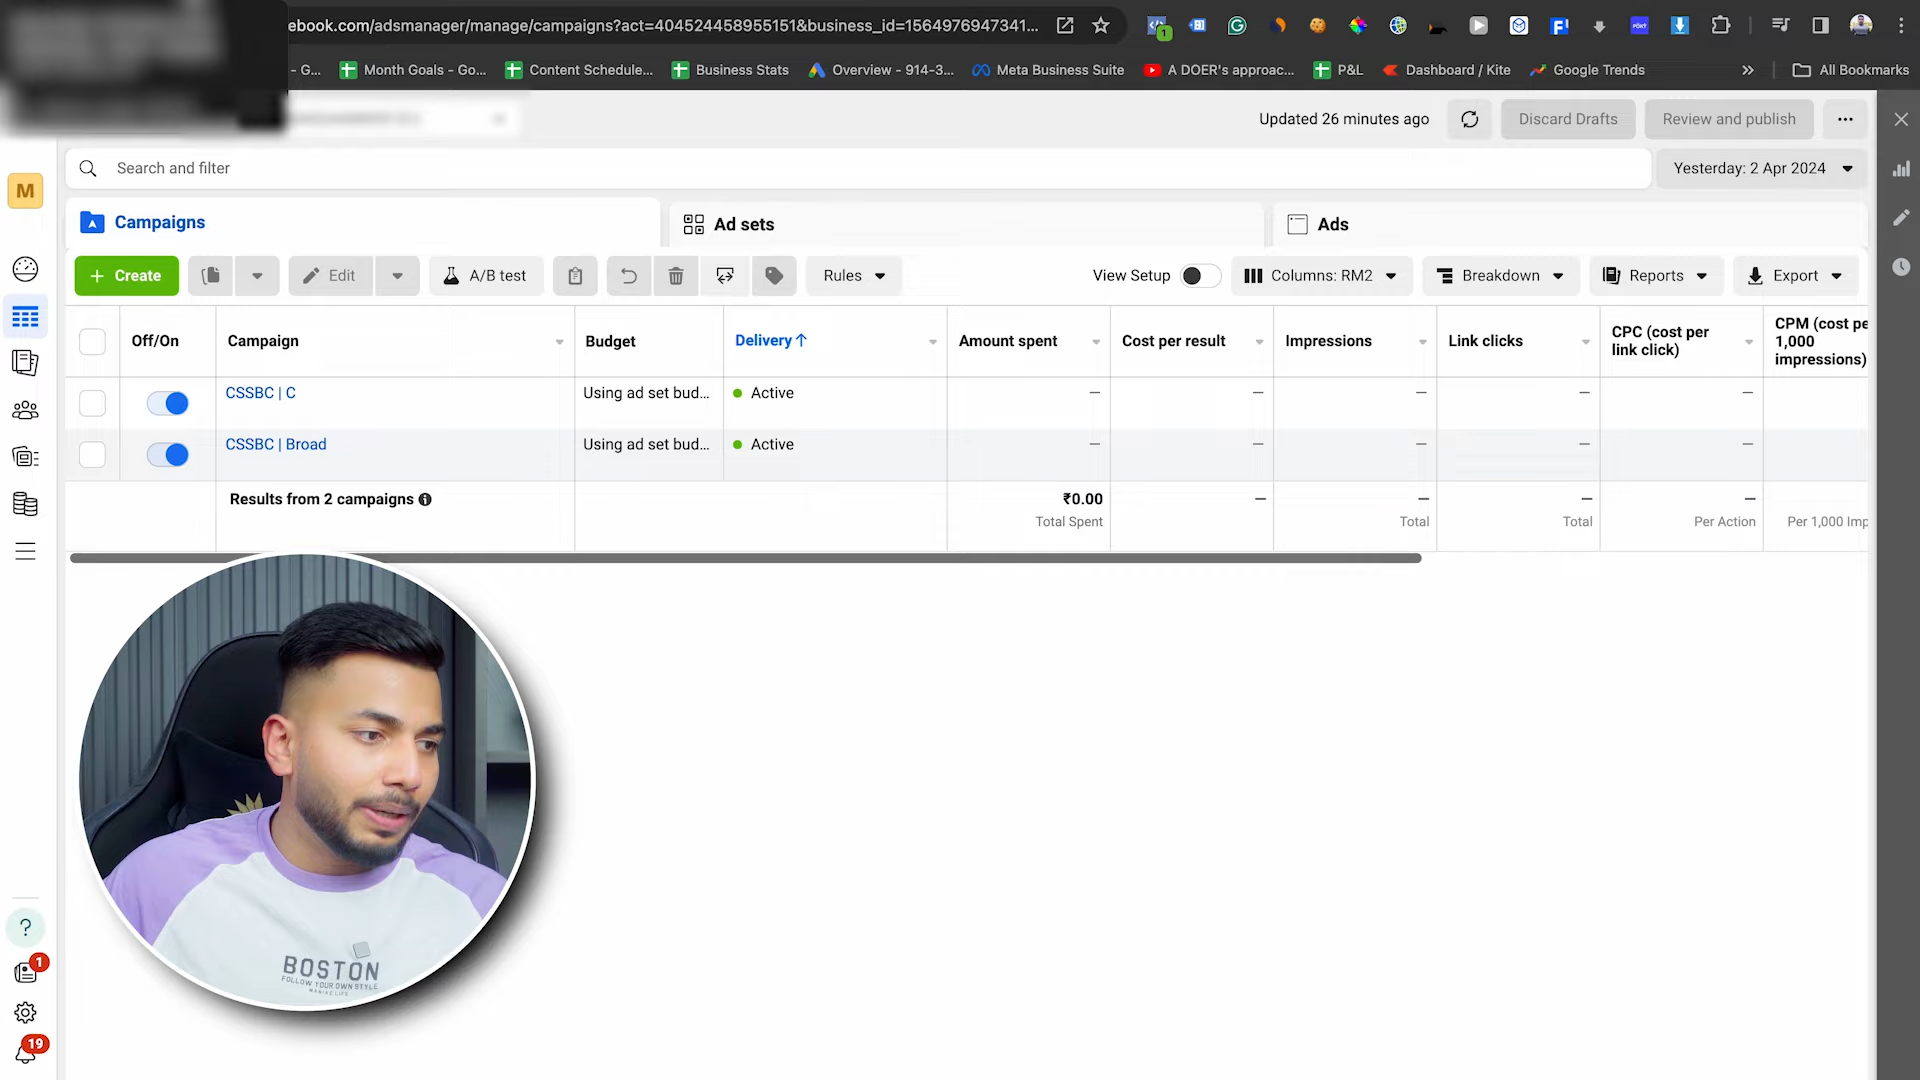 ebook.com/adsmanager/manage/campaigns?act=404524458955151&business_id=1564976947341...
1
- G...
Month Goals - Go...
Content Schedule...
Business Stats
Overview - 914-3...
Meta Business Suite
A DOER's approac...
P&L
Dashboard / Kite
Google Trends
All Bookmarks
Updated 26 minutes ago
Discard Drafts
Review and publish
Search and filter
Yesterday: 2 Apr 2024
M
Campaigns
Ad sets
Ads
+ Create
Edit
A/B test
Rules
View Setup
Columns: RM2
Breakdown
Reports
Export
Off/On
Campaign
Budget
Delivery↑
Amount spent
Cost per result
Impressions
Link clicks
CPC (cost per
link click)
CPM (cost pe
1,000
impressions)
CSSBC | C
Using ad set bud...
Active
—
—
—
—
—
CSSBC | Broad
Using ad set bud...
Active
—
—
—
—
—
Results from 2 campaigns
₹0.00
—
—
—
—
Total Spent
Total
Total
Per Action
Per 1,000 Imp
?
1
19
BOSTON
FOLLOW YOUR OWN STYLE